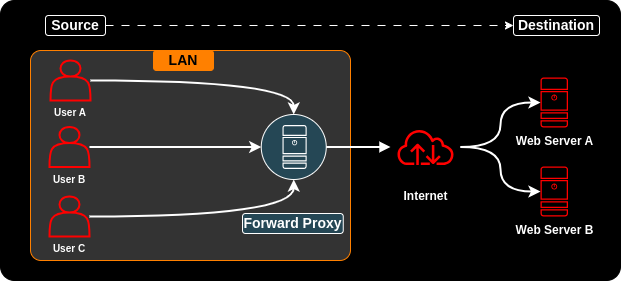 Source
Destination
LAN
User A
User B
User C
Forward Proxy
Internet
Web Server A
Web Server B